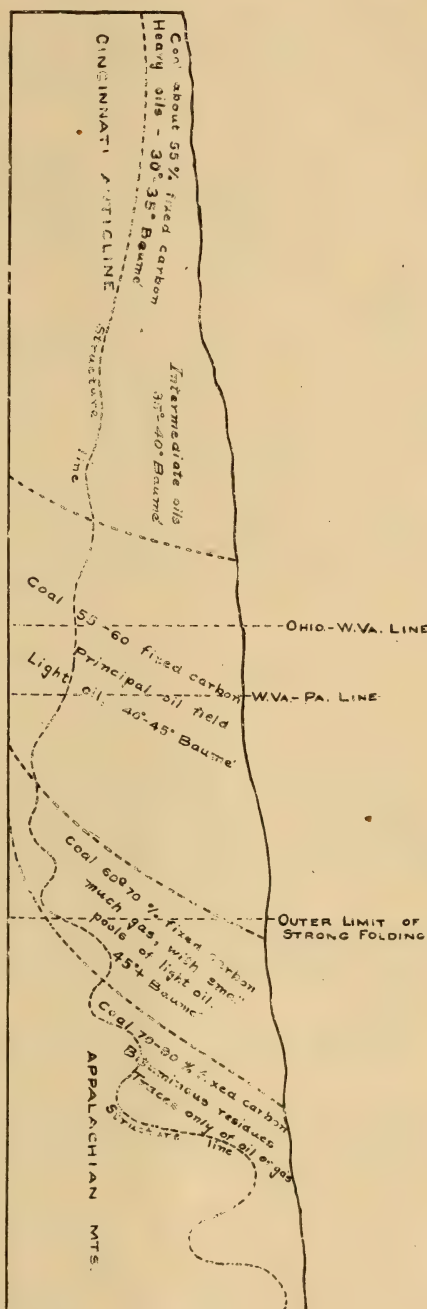 CINCINNATI ANTICLINE
Coal about 55% fixed carbon
Heavy oils - 30°-35° Baumé
Structure line
Intermediate oils
35°-40° Baumé
OHIO.-W.VA. LINE
W.VA.-PA. LINE
Coal 55-60 fixed carbon
Principal oil field
Light oil: 40°-45° Baumé
OUTER LIMIT OF
STRONG FOLDING
Coal 60 70 % fixed carbon
much gas, with small
pools of light oil.
45°+ Baumé
Coal 70-80 % fixed carbon
Bituminous residues
Traces only of oil or gas
Structure line
APPALACHIAN MTS.